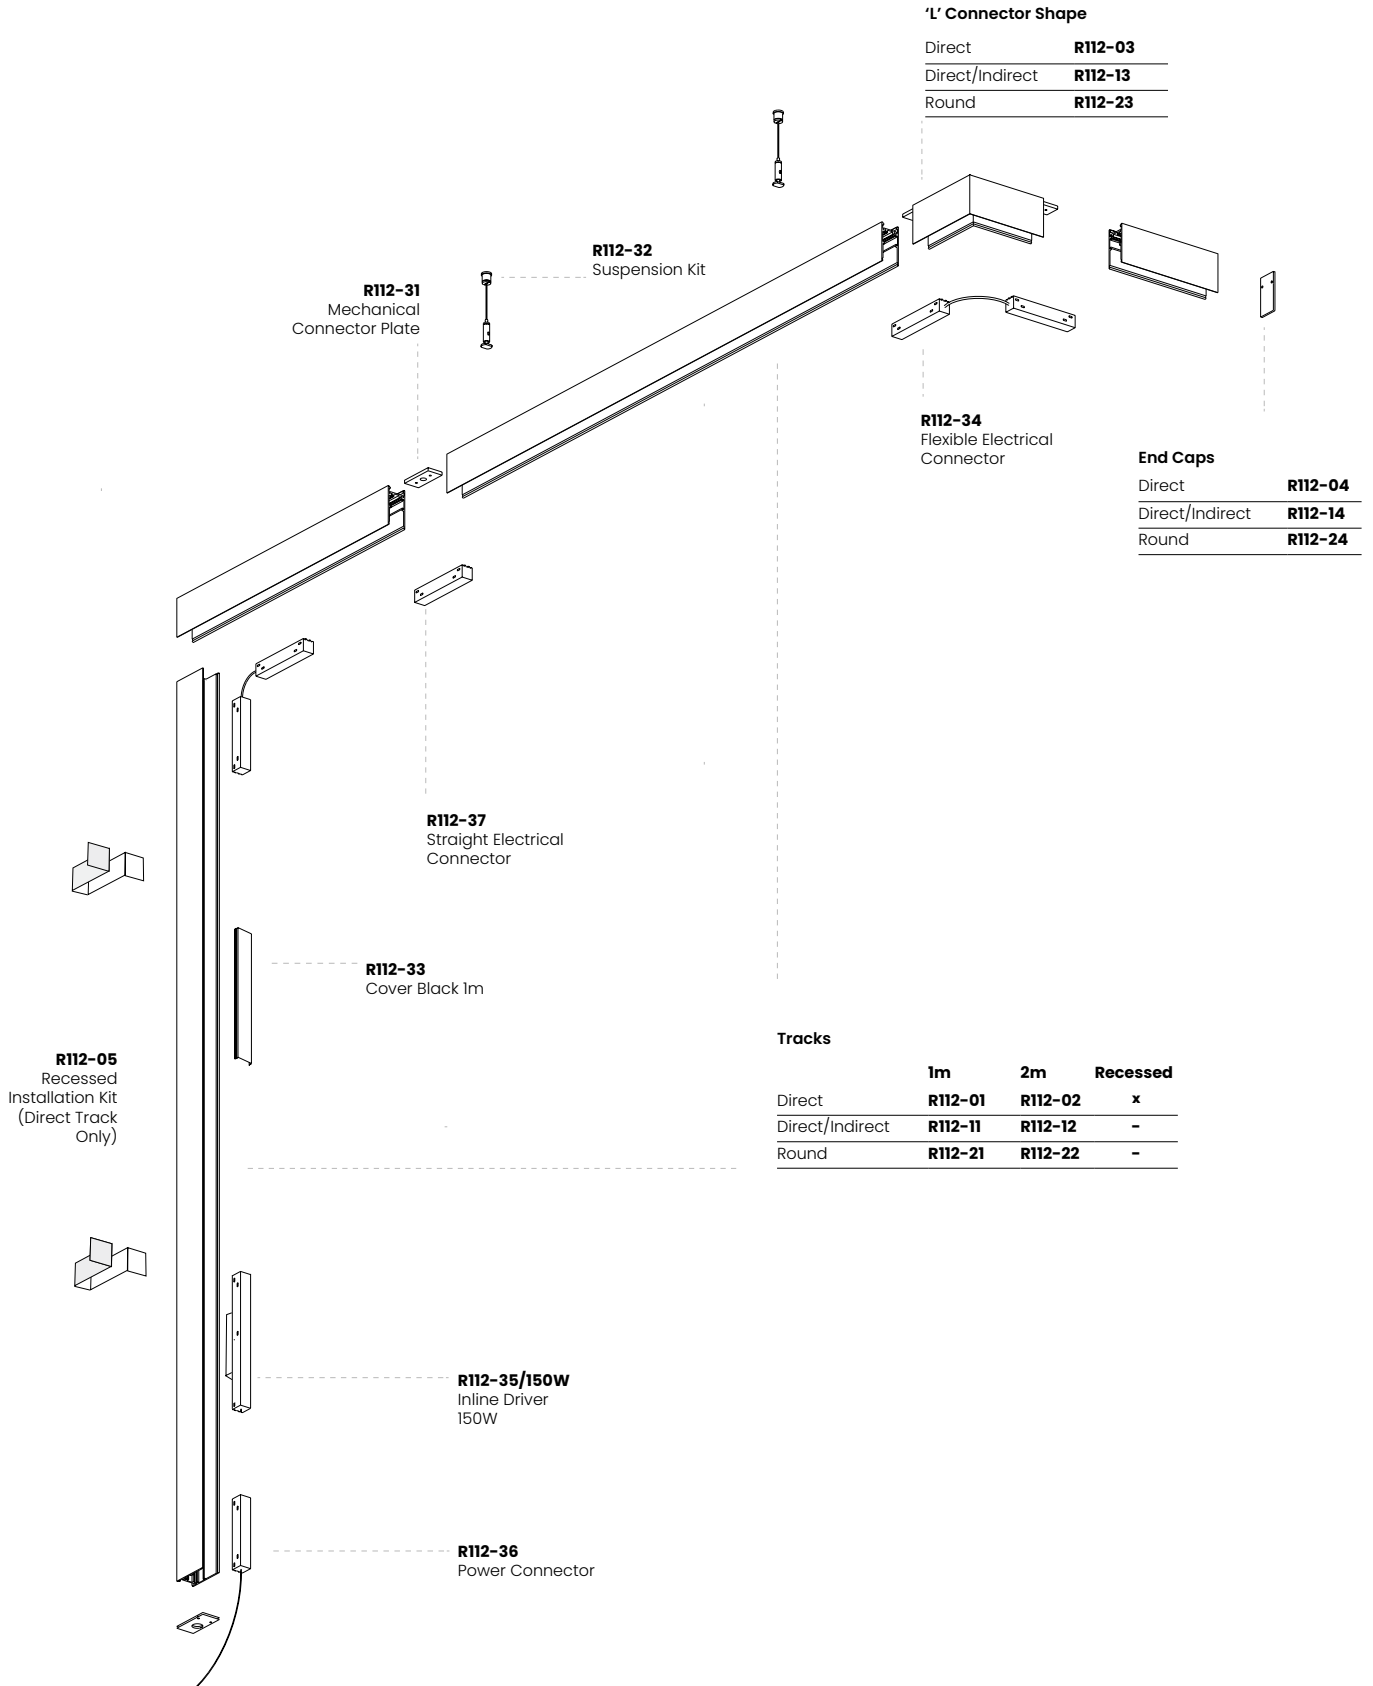 ‘L’ Connector Shape
Direct R112-03
Direct/Indirect R112-13
Round R112-23
R112-32
Suspension Kit
R112-31
Mechanical
Connector Plate
R112-34
Flexible Electrical
Connector
End Caps
Direct R112-04
Direct/Indirect R112-14
Round R112-24
R112-37
Straight Electrical
Connector
R112-33
Cover Black 1m
R112-05
Recessed
Installation Kit
(Direct Track
Only)
Tracks
1m 2m Recessed
Direct R112-01 R112-02 x
Direct/Indirect R112-11 R112-12 -
Round R112-21 R112-22 -
R112-35/150W
Inline Driver
150W
R112-36
Power Connector